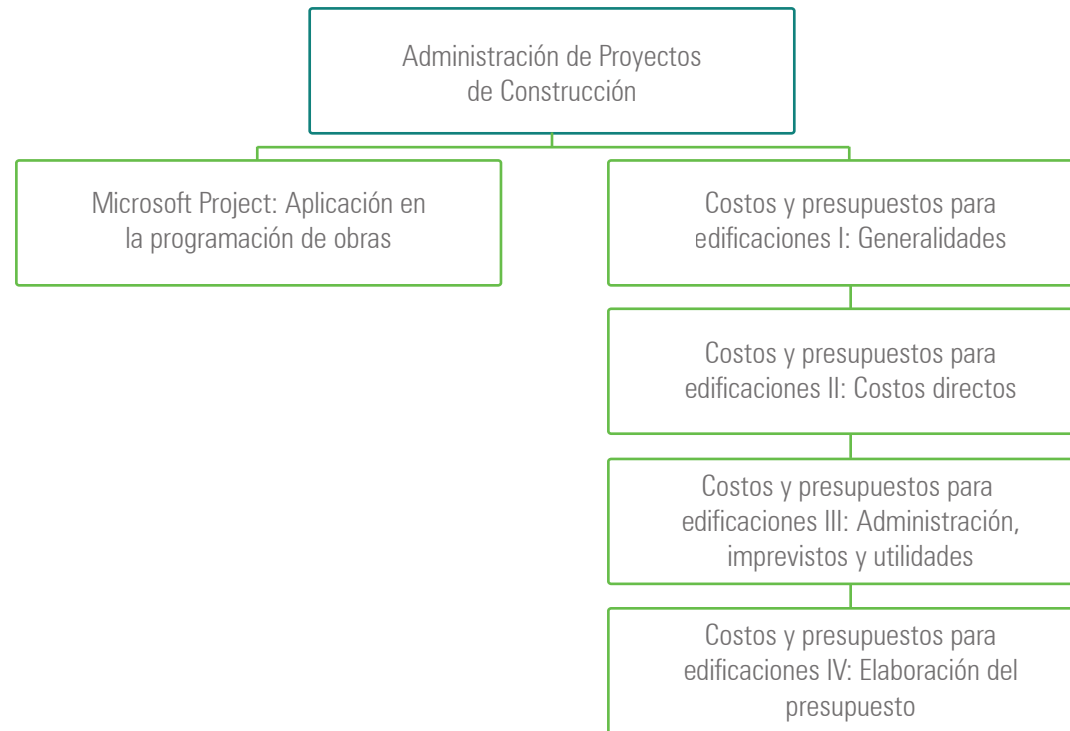 Administración de Proyectos
de Construcción
Microsoft Project: Aplicación en
la programación de obras
Costos y presupuestos para
edificaciones I: Generalidades
Costos y presupuestos para
edificaciones II: Costos directos
Costos y presupuestos para
edificaciones III: Administración,
imprevistos y utilidades
Costos y presupuestos para
edificaciones IV: Elaboración del
presupuesto